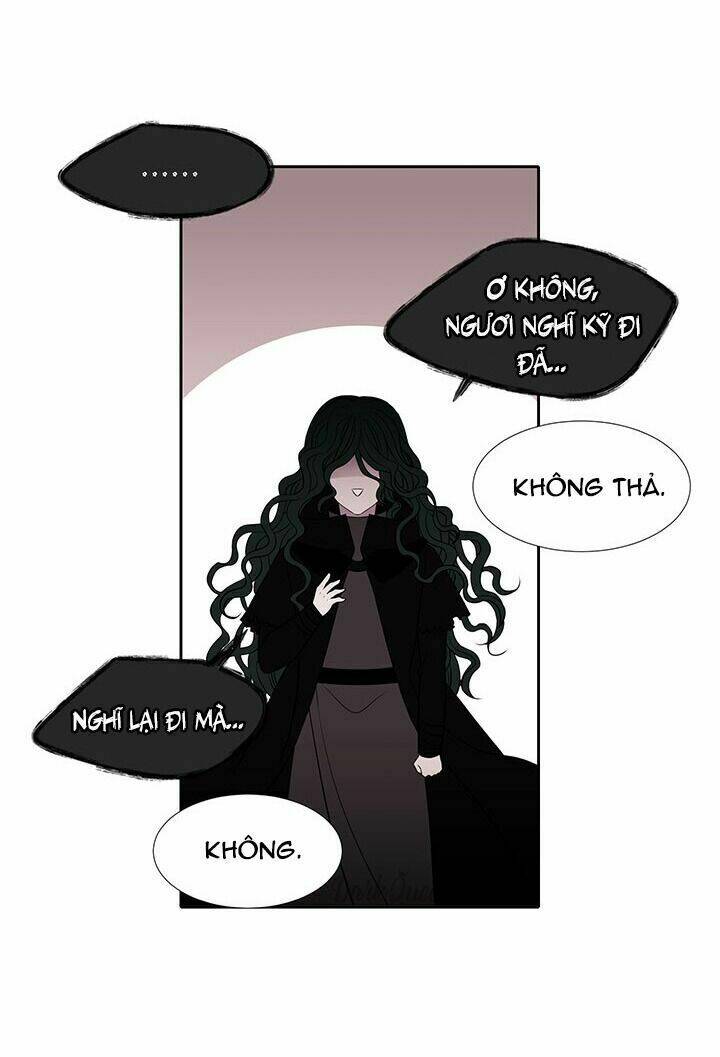 ......
Ơ KHÔNG,
NGƯƠI NGHĨ KỸ ĐI
ĐÃ...
KHÔNG THẢ.
NGHĨ LẠI ĐI MÀ...
KHÔNG.